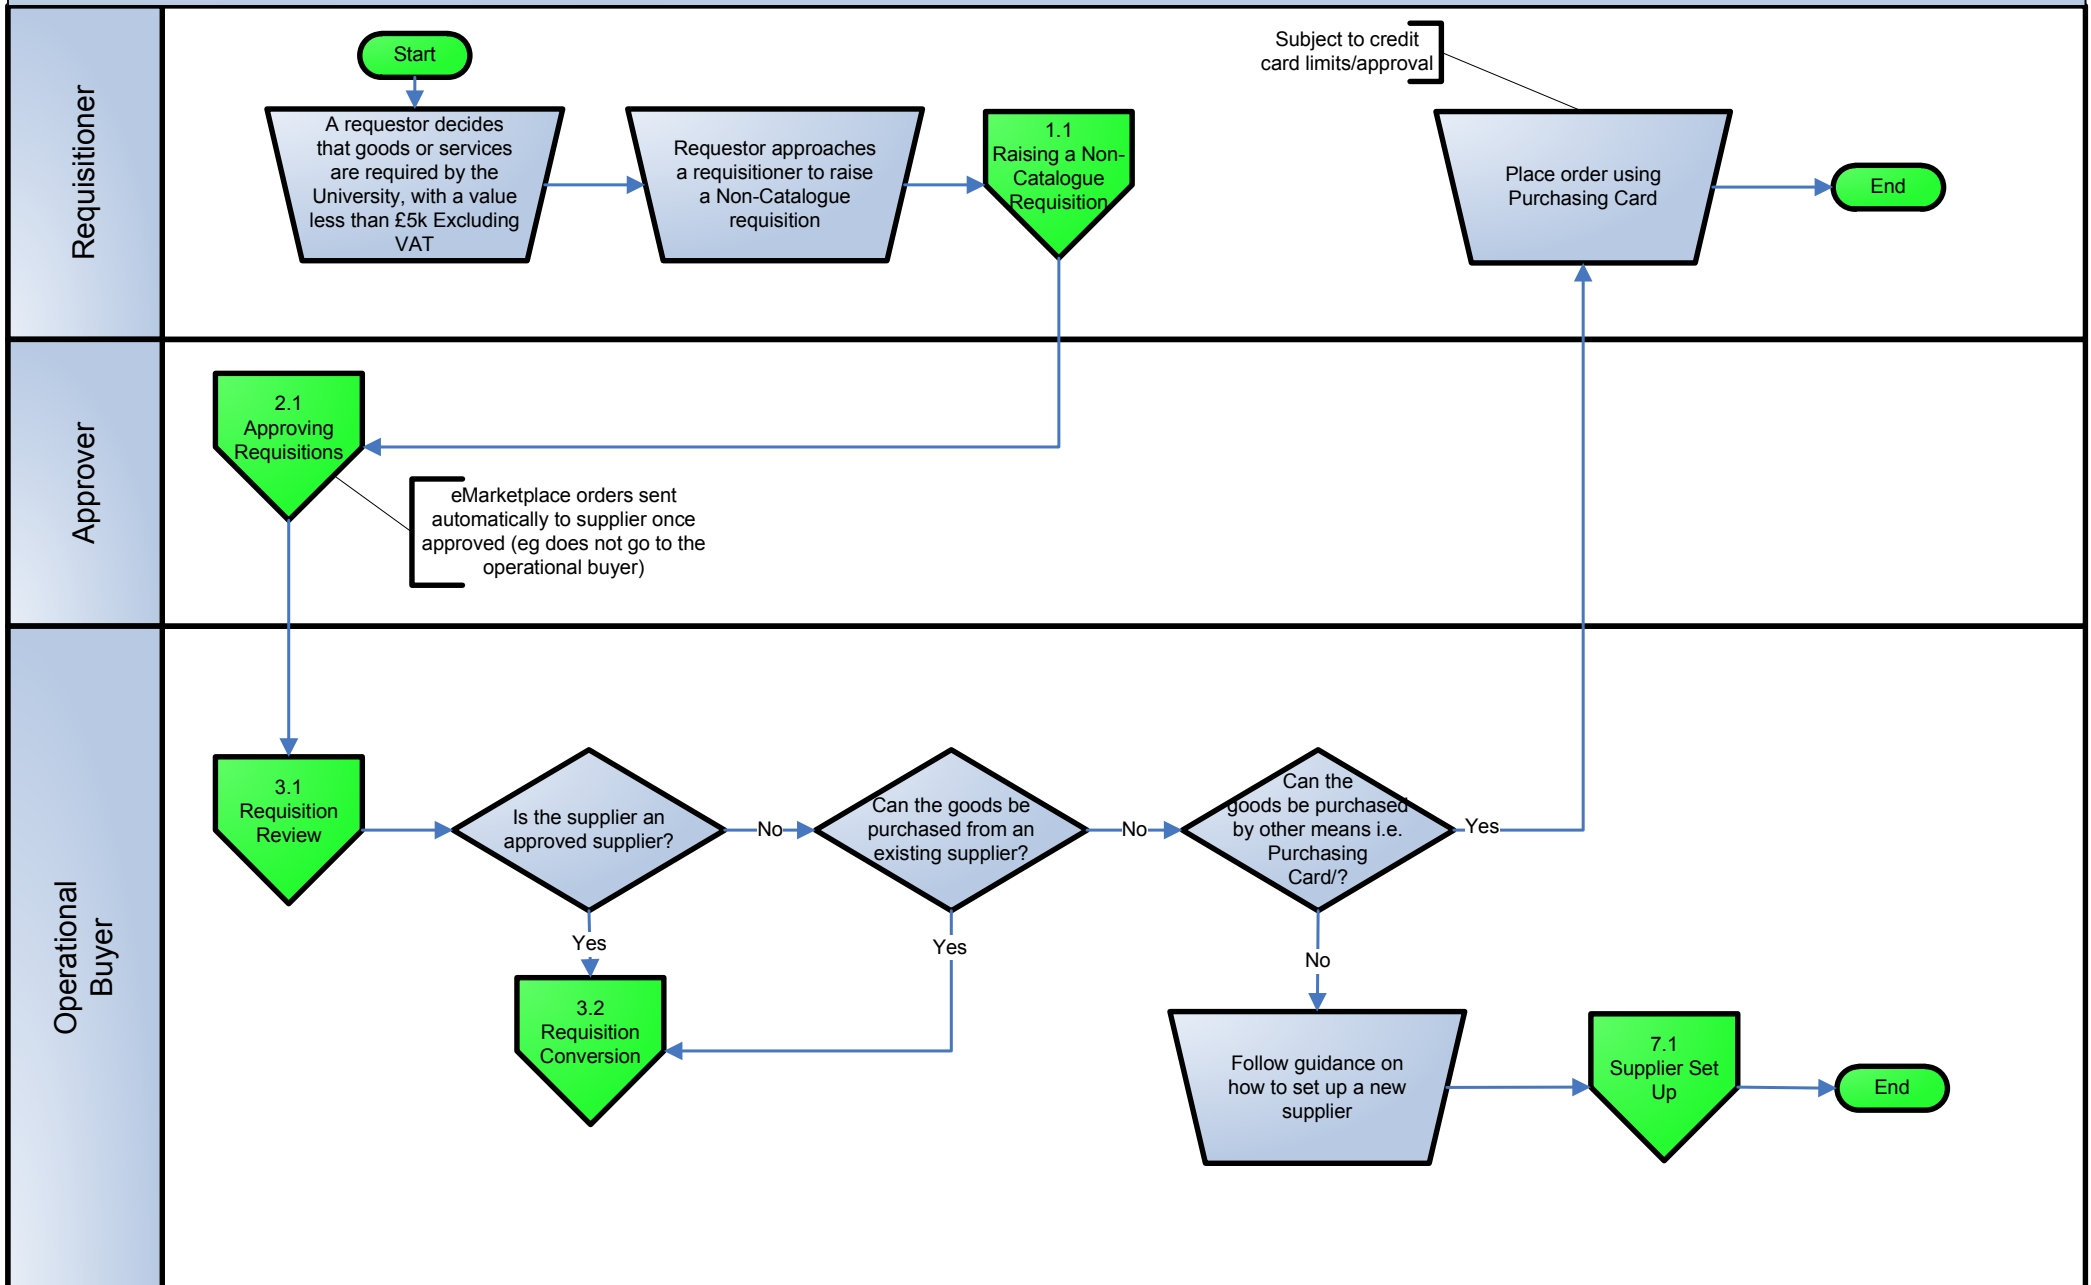 Requisitioner
Start
A requestor decides
that goods or services
are required by the
University, with a value
less than £5k Excluding
VAT
Requestor approaches
a requisitioner to raise
a Non-Catalogue
requisition
1.1
Raising a Non-
Catalogue
Requisition
Subject to credit
card limits/approval
Place order using
Purchasing Card
End
Approver
2.1
Approving
Requisitions
eMarketplace orders sent
automatically to supplier once
approved (eg does not go to the
operational buyer)
Operational
Buyer
3.1
Requisition
Review
Is the supplier an
approved supplier?
No
Can the goods be
purchased from an
existing supplier?
No
Can the
goods be purchased
by other means i.e.
Purchasing
Card/?
Yes
Yes
Yes
No
3.2
Requisition
Conversion
Follow guidance on
how to set up a new
supplier
7.1
Supplier Set
Up
End